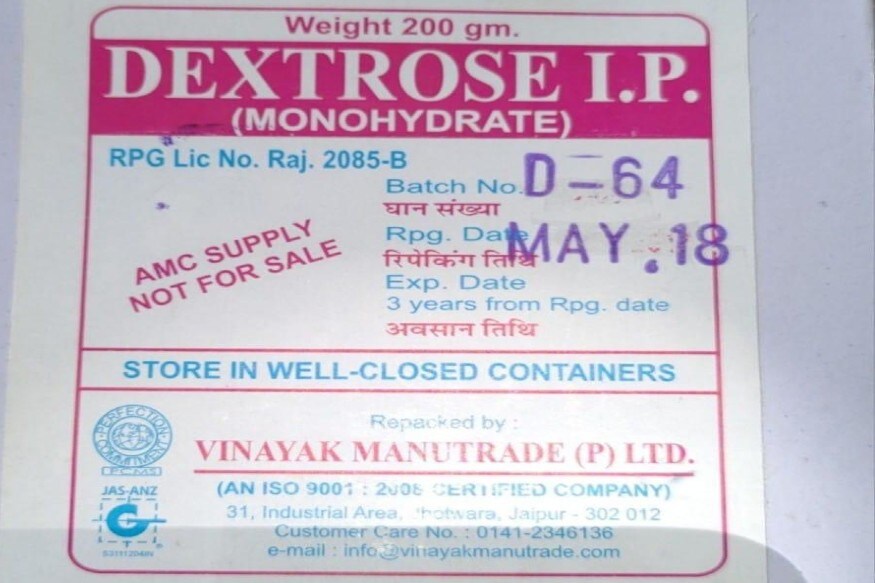 Weight 200 gm.
DEXTROSE I.P.
(MONOHYDRATE)
RPG Lic No. Raj. 2085-B
Batch No. D-64
घान संख्या
Rpg. Date MAY.18
रिपेकिंग तिथि
Exp. Date
3 years from Rpg. date
अवसान तिथि
AMC SUPPLY
NOT FOR SALE
STORE IN WELL-CLOSED CONTAINERS
Repacked by :
VINAYAK MANUTRADE (P) LTD.
(AN ISO 9001 : 2008 CERTIFIED COMPANY)
31, Industrial Area, Jhotwara, Jaipur - 302 012
Customer Care No. : 0141-2346136
e-mail : info@vinayakmanutrade.com
PERFECTION
COMMITMENT
PCMS
JAS-ANZ